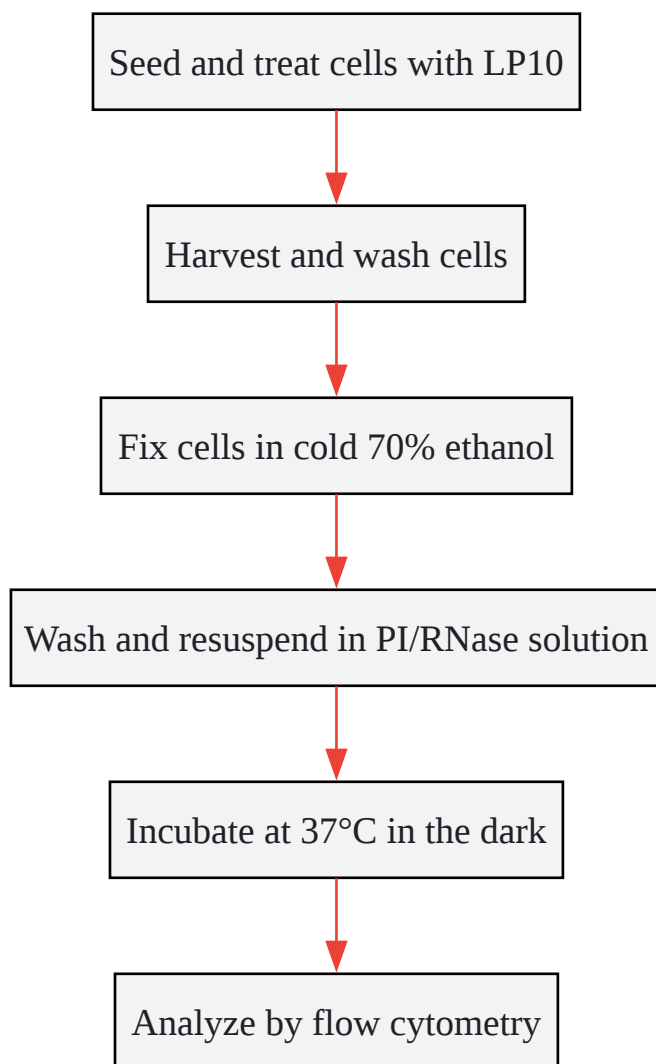 Seed and treat cells with LP10
Harvest and wash cells
Fix cells in cold 70% ethanol
Wash and resuspend in PI/RNase solution
Incubate at 37°C in the dark
Analyze by flow cytometry